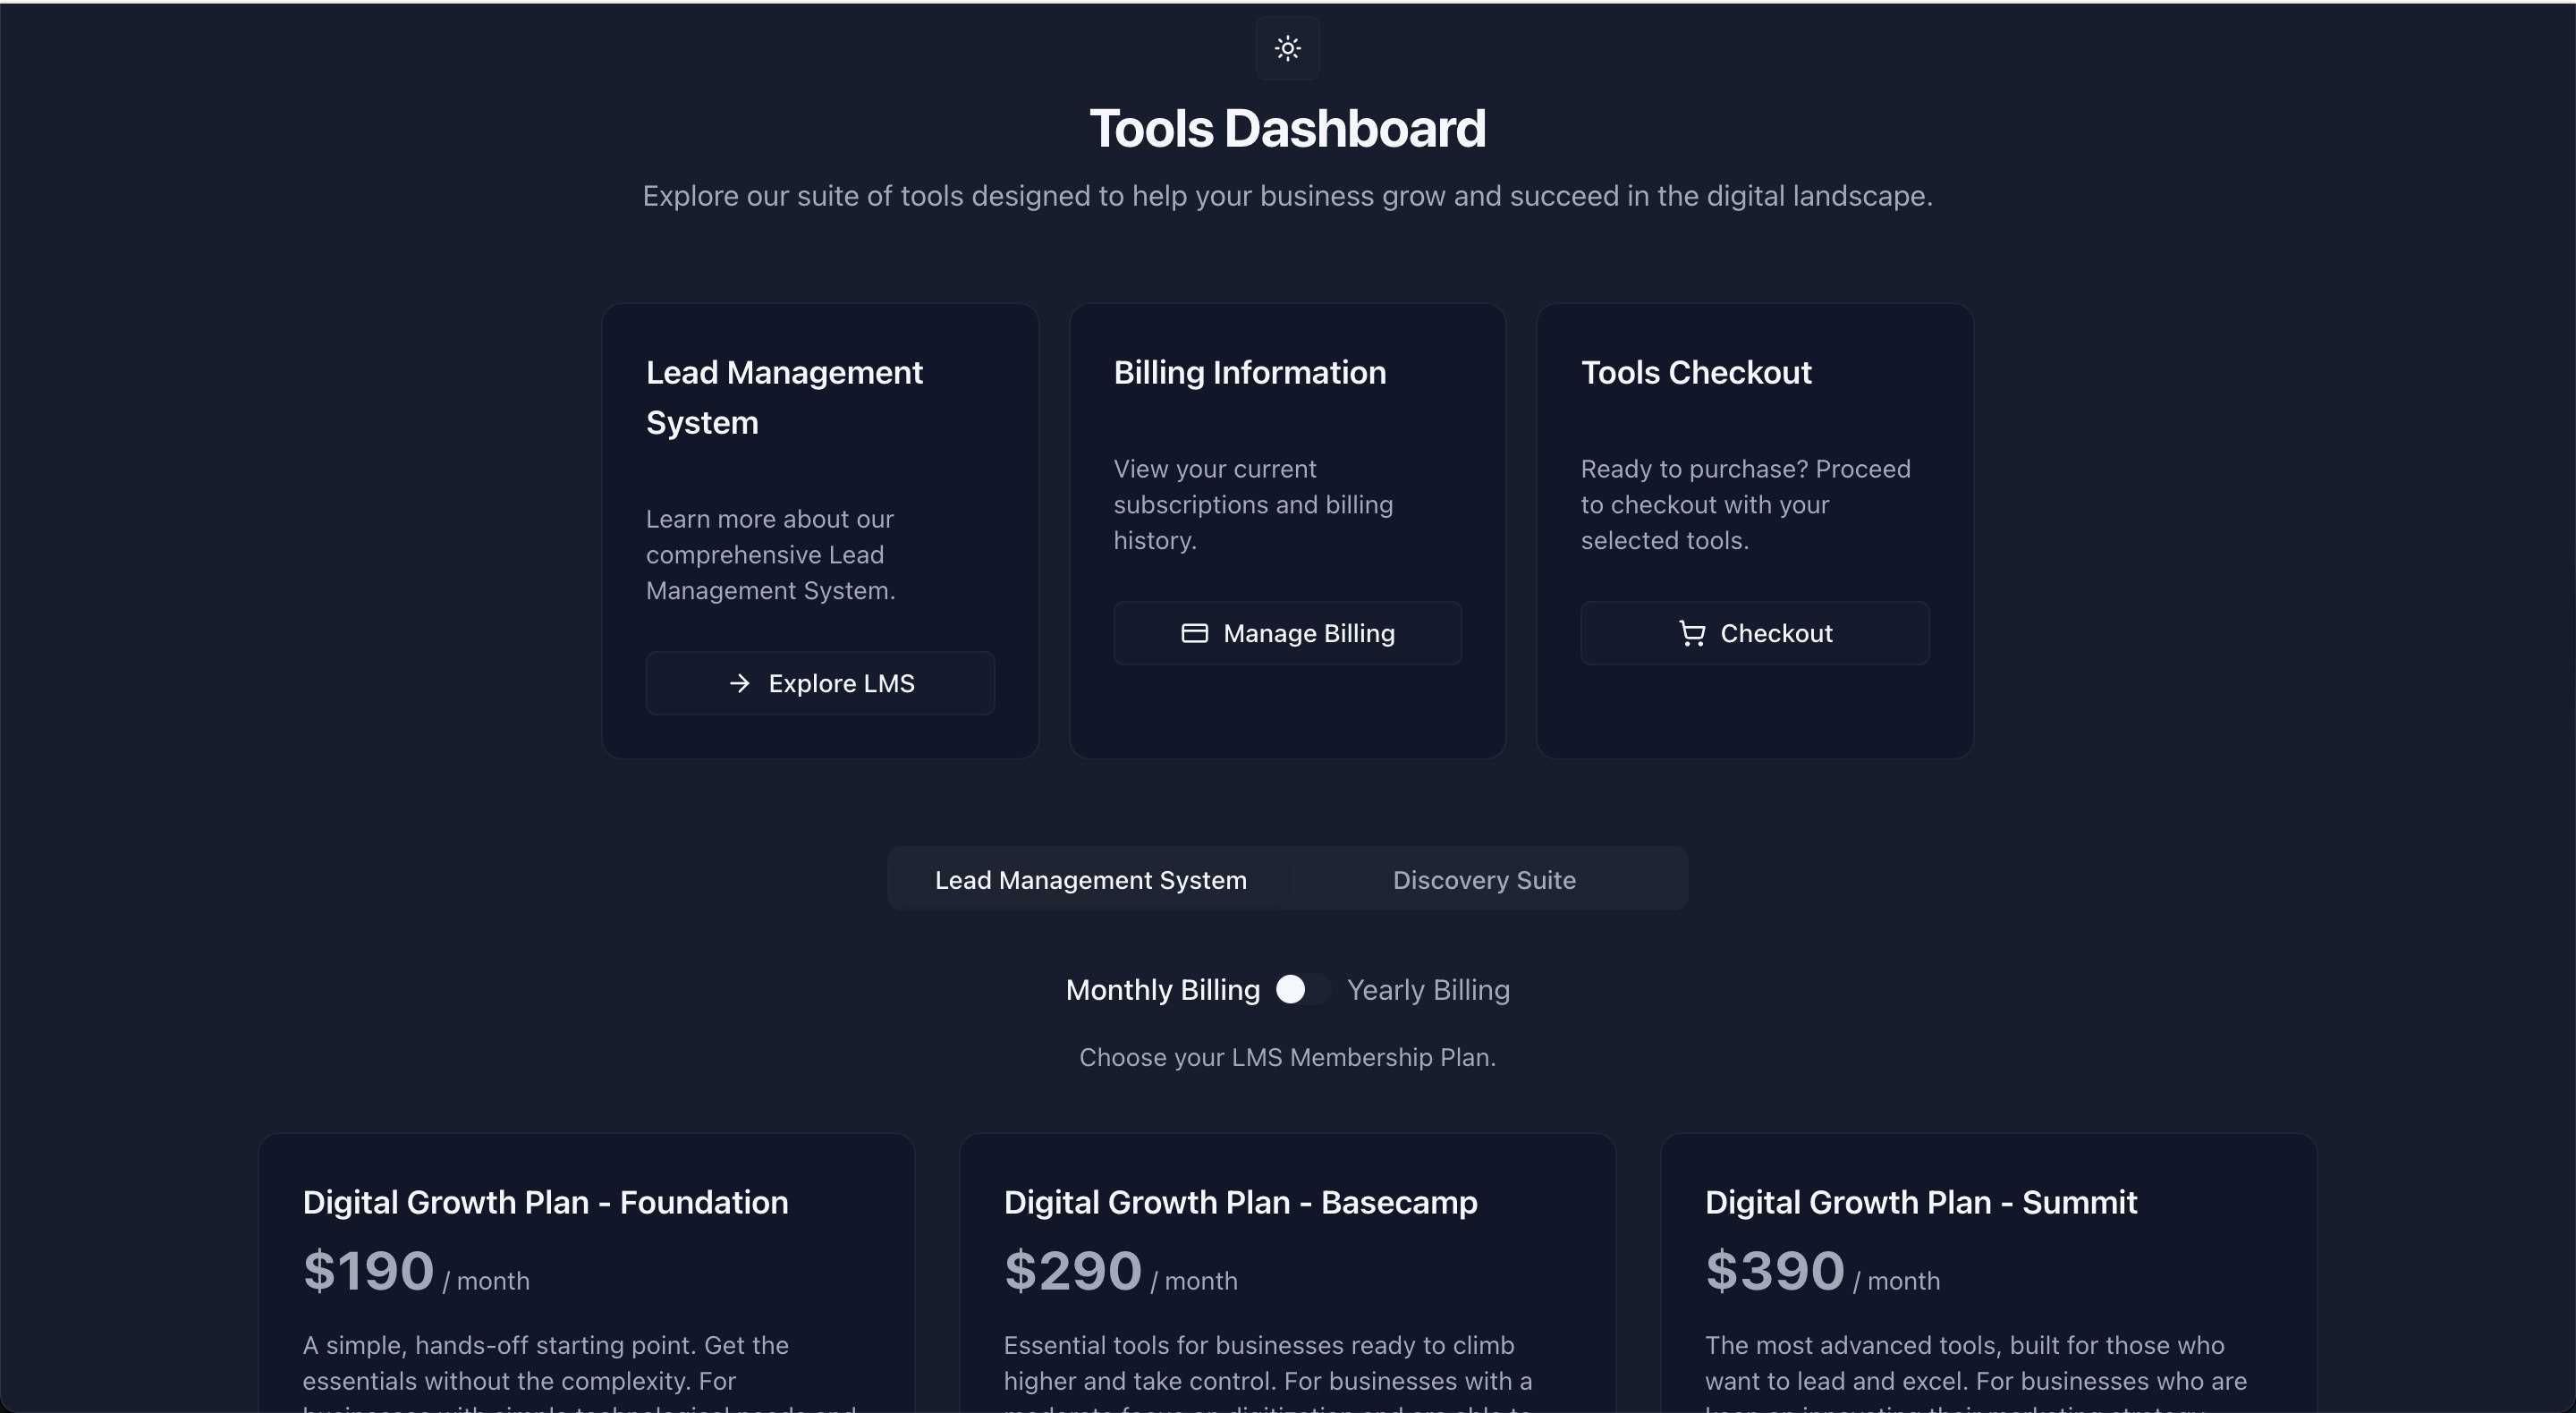 Tools Dashboard
Explore our suite of tools designed to help your business grow and succeed in the digital landscape.
Lead Management
System
Learn more about our
comprehensive Lead
Management System.
Explore LMS
Billing Information
View your current
subscriptions and billing
history.
Manage Billing
Tools Checkout
Ready to purchase? Proceed
to checkout with your
selected tools.
Checkout
Lead Management System
Discovery Suite
Monthly Billing
Yearly Billing
Choose your LMS Membership Plan.
Digital Growth Plan - Foundation
$190 / month
A simple, hands-off starting point. Get the
essentials without the complexity. For
Digital Growth Plan - Basecamp
$290 / month
Essential tools for businesses ready to climb
higher and take control. For businesses with a
Digital Growth Plan - Summit
$390 / month
The most advanced tools, built for those who
want to lead and excel. For businesses who are